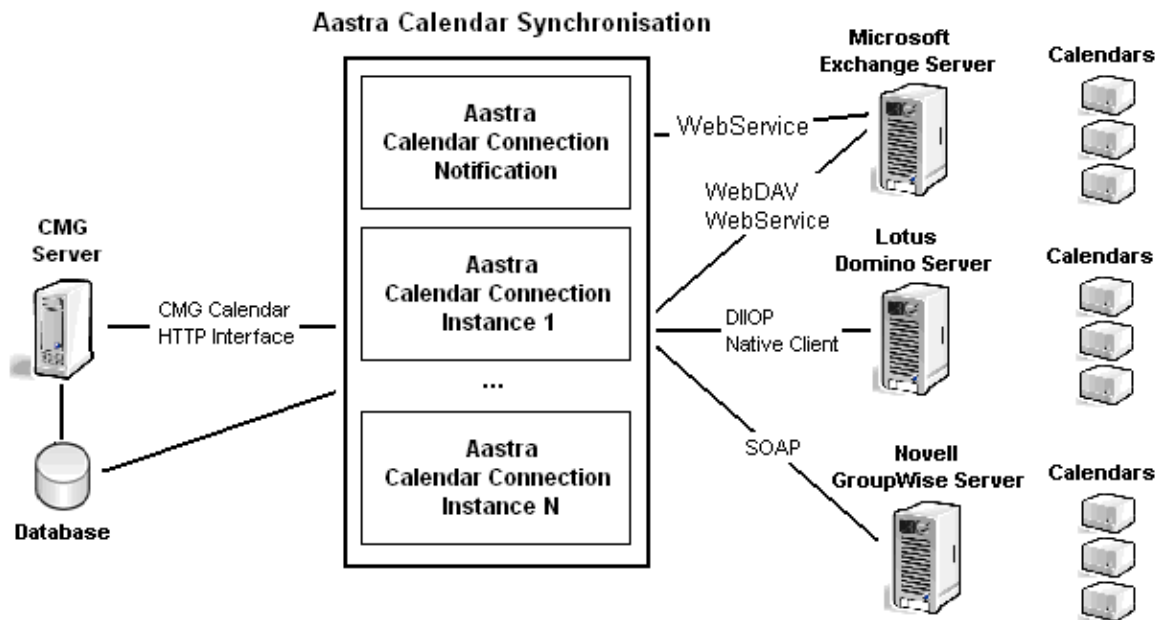 Aastra Calendar Synchronisation
Aastra
Calendar Connection
Notification
Aastra
Calendar Connection
Instance 1
...
Aastra
Calendar Connection
Instance N
CMG
Server
CMG Calendar
HTTP Interface
Database
WebService
WebDAV
WebService
DIIOP
Native Client
SOAP
Microsoft
Exchange Server
Calendars
Lotus
Domino Server
Calendars
Novell
GroupWise Server
Calendars